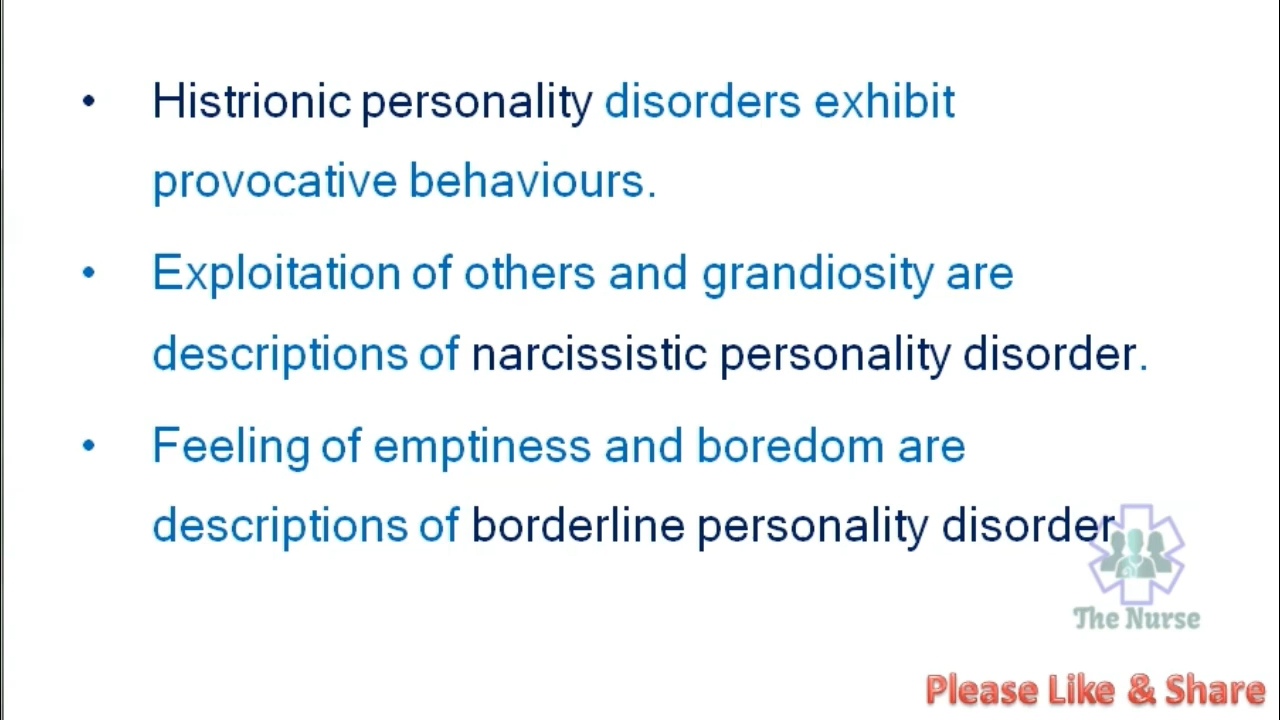 • Histrionic personality disorders exhibit
provocative behaviours.
• Exploitation of others and grandiosity are
descriptions of narcissistic personality disorder.
• Feeling of emptiness and boredom are
descriptions of borderline personality disorder
The Nurse
Please Like & Share